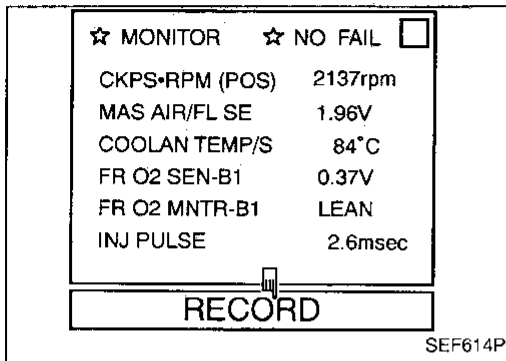 ☆ MONITOR ☆ NO FAIL
CKPS•RPM (POS) 2137rpm
MAS AIR/FL SE 1.96V
COOLAN TEMP/S 84°C
FR O2 SEN-B1 0.37V
FR O2 MNTR-B1 LEAN
INJ PULSE 2.6msec
RECORD
SEF614P